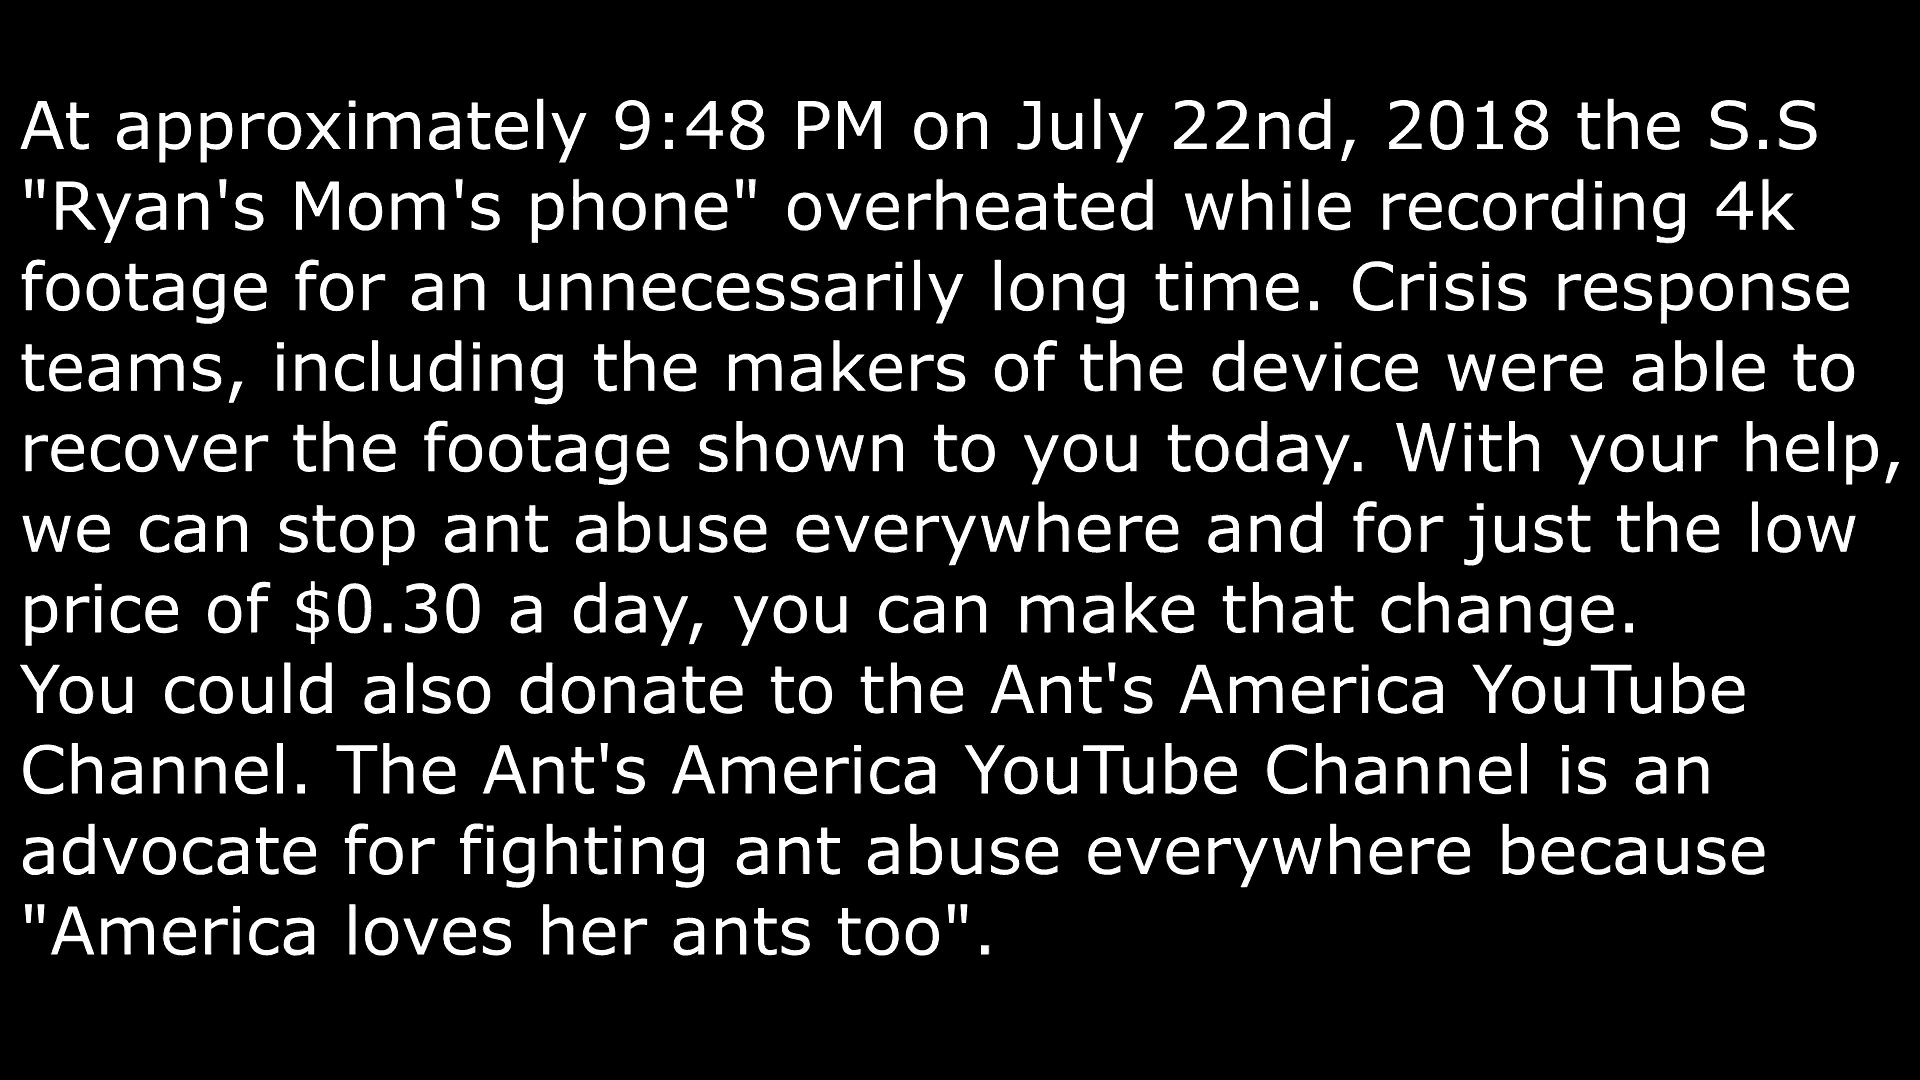 At approximately 9:48 PM on July 22nd, 2018 the S.S
"Ryan's Mom's phone" overheated while recording 4k
footage for an unnecessarily long time. Crisis response
teams, including the makers of the device were able to
recover the footage shown to you today. With your help,
we can stop ant abuse everywhere and for just the low
price of $0.30 a day, you can make that change.
You could also donate to the Ant's America YouTube
Channel. The Ant's America YouTube Channel is an
advocate for fighting ant abuse everywhere because
"America loves her ants too".